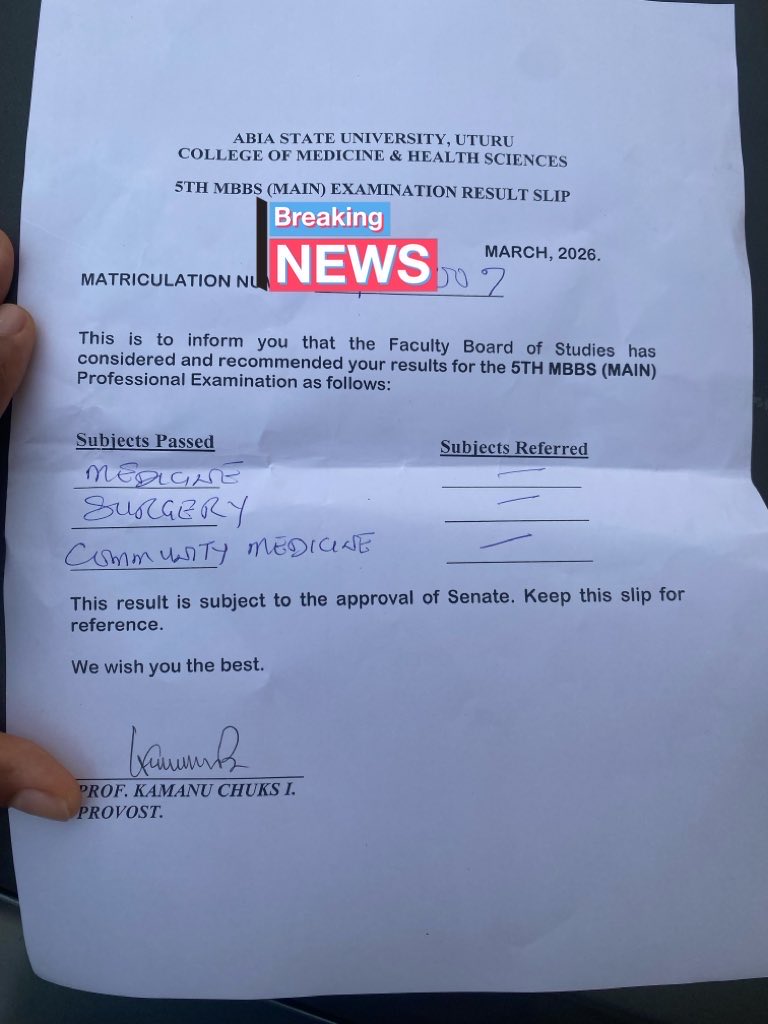 ABIA STATE UNIVERSITY, UTURU
COLLEGE OF MEDICINE & HEALTH SCIENCES
5TH MBBS (MAIN) EXAMINATION RESULT SLIP
Breaking
NEWS
MARCH, 2026.
MATRICULATION NU
This is to inform you that the Faculty Board of Studies has
considered and recommended your results for the 5TH MBBS (MAIN)
Professional Examination as follows:
Subjects Passed Subjects Referred
MEDICINE —
SURGERY —
COMMUNITY MEDICINE —
This result is subject to the approval of Senate. Keep this slip for
reference.
We wish you the best.
PROF. KAMANU CHUKS I.
PROVOST.